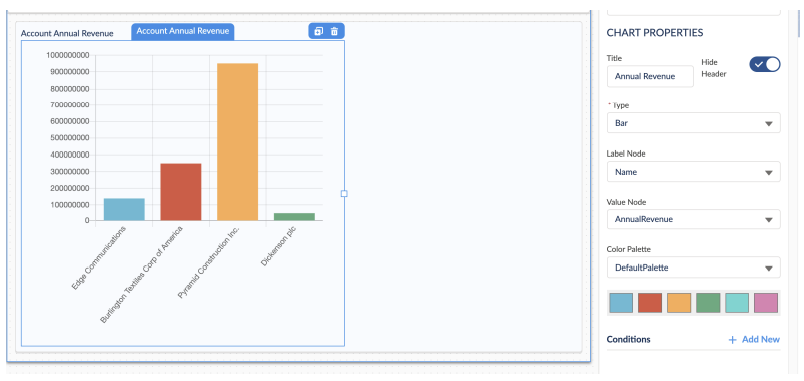 Account Annual Revenue
Account Annual Revenue
1000000000
900000000
800000000
700000000
600000000
500000000
400000000
300000000
200000000
100000000
0
Edge Communications
Burlington Textiles Corp of America
Pyramid Construction Inc.
Dickenson plc
CHART PROPERTIES
Title
Annual Revenue
Hide
Header
* Type
Bar
Label Node
Name
Value Node
AnnualRevenue
Color Palette
DefaultPalette
Conditions
+ Add New